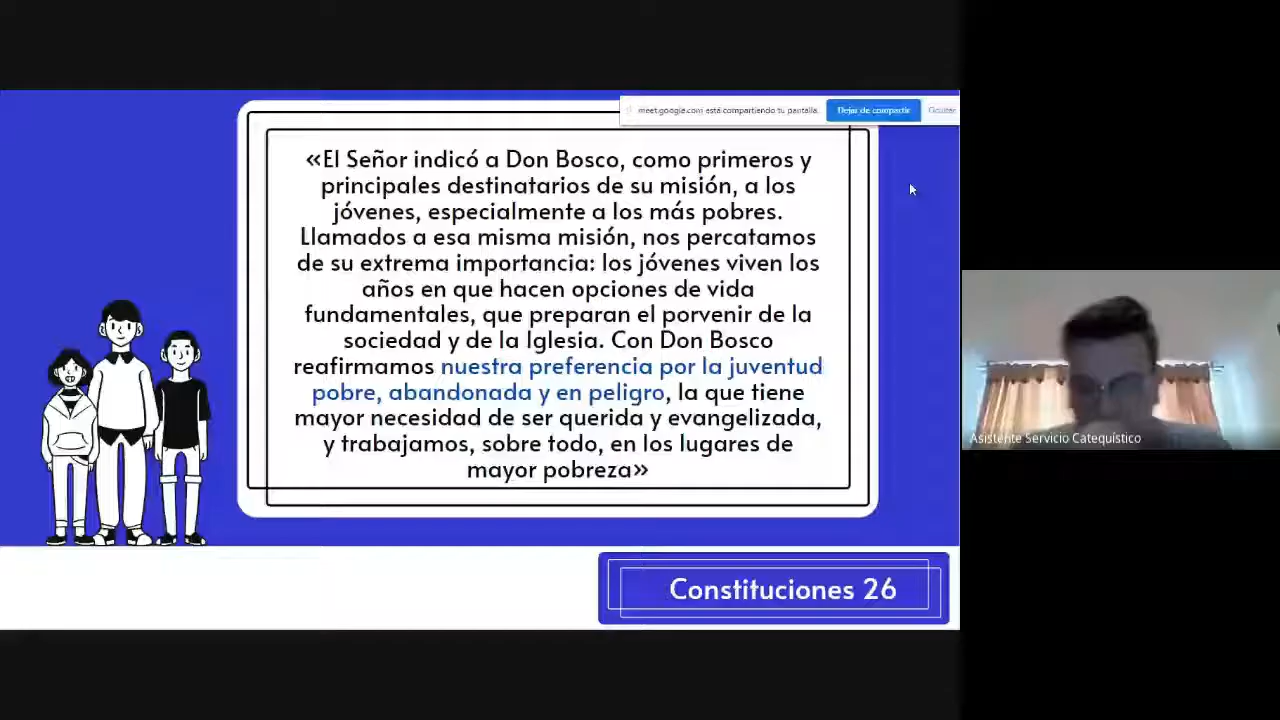 meet.google.com está compartiendo tu pantalla.
Dejar de compartir
Ocultar
«El Señor indicó a Don Bosco, como primeros y
principales destinatarios de su misión, a los
jóvenes, especialmente a los más pobres.
Llamados a esa misma misión, nos percatamos
de su extrema importancia: los jóvenes viven los
años en que hacen opciones de vida
fundamentales, que preparan el porvenir de la
sociedad y de la Iglesia. Con Don Bosco
reafirmamos nuestra preferencia por la juventud
pobre, abandonada y en peligro, la que tiene
mayor necesidad de ser querida y evangelizada,
y trabajamos, sobre todo, en los lugares de
mayor pobreza»
Constituciones 26
Asistente Servicio Catequístico